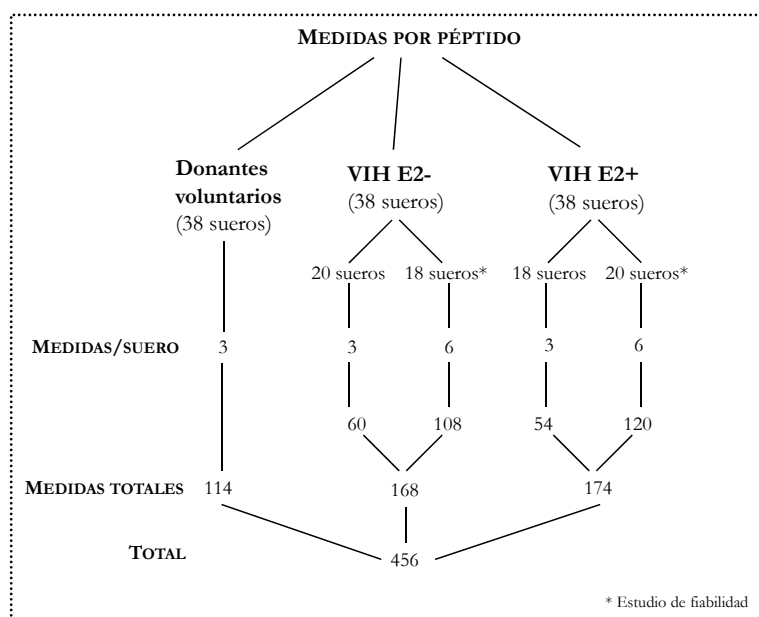 MEDIDAS POR PÉPTIDO
Donantes
voluntarios
(38 sueros)
VIH E2-
(38 sueros)
VIH E2+
(38 sueros)
20 sueros 18 sueros* 18 sueros 20 sueros*
MEDIDAS/SUERO 3 3 6 3 6
60 108 54 120
MEDIDAS TOTALES 114 168 174
TOTAL 456
* Estudio de fiabilidad